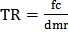 TR = fc/dmr